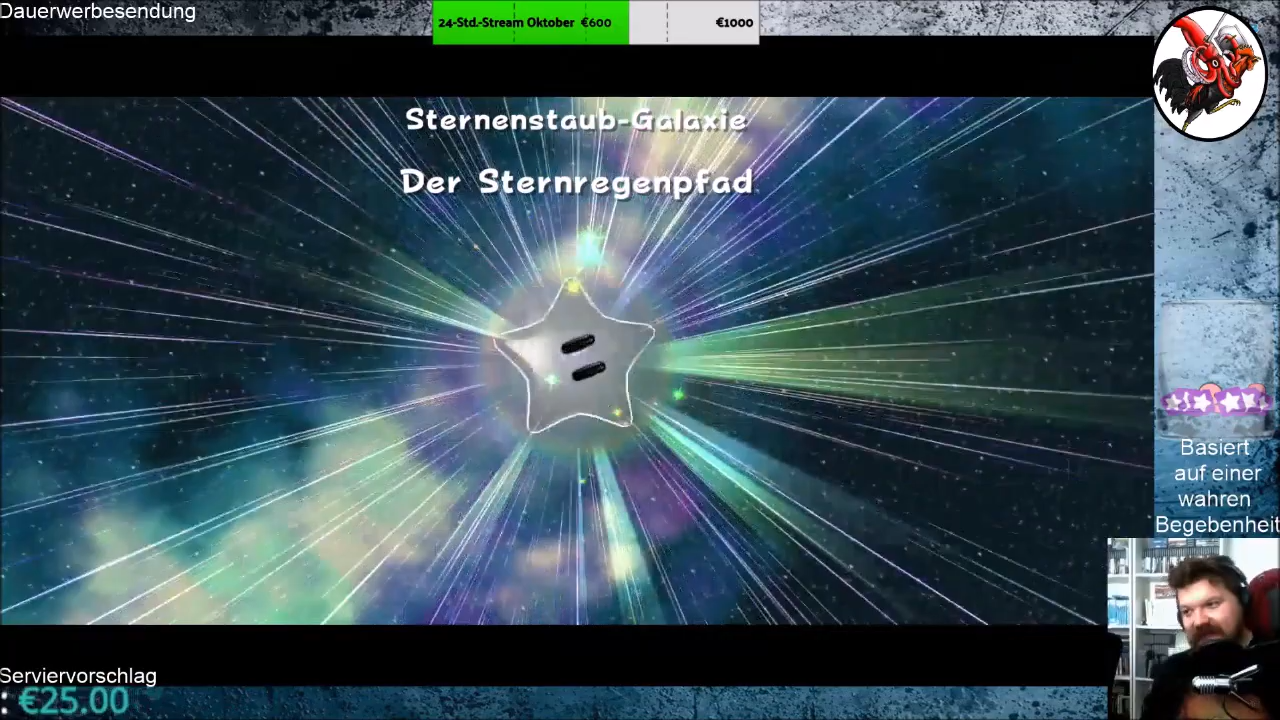 Dauerwerbesendung
24-Std.-Stream Oktober €600 €1000
Sternenstaub-Galaxie
Der Sternregenpfad
Basiert
auf einer
wahren
Begebenheit
Serviervorschlag
: €25.00